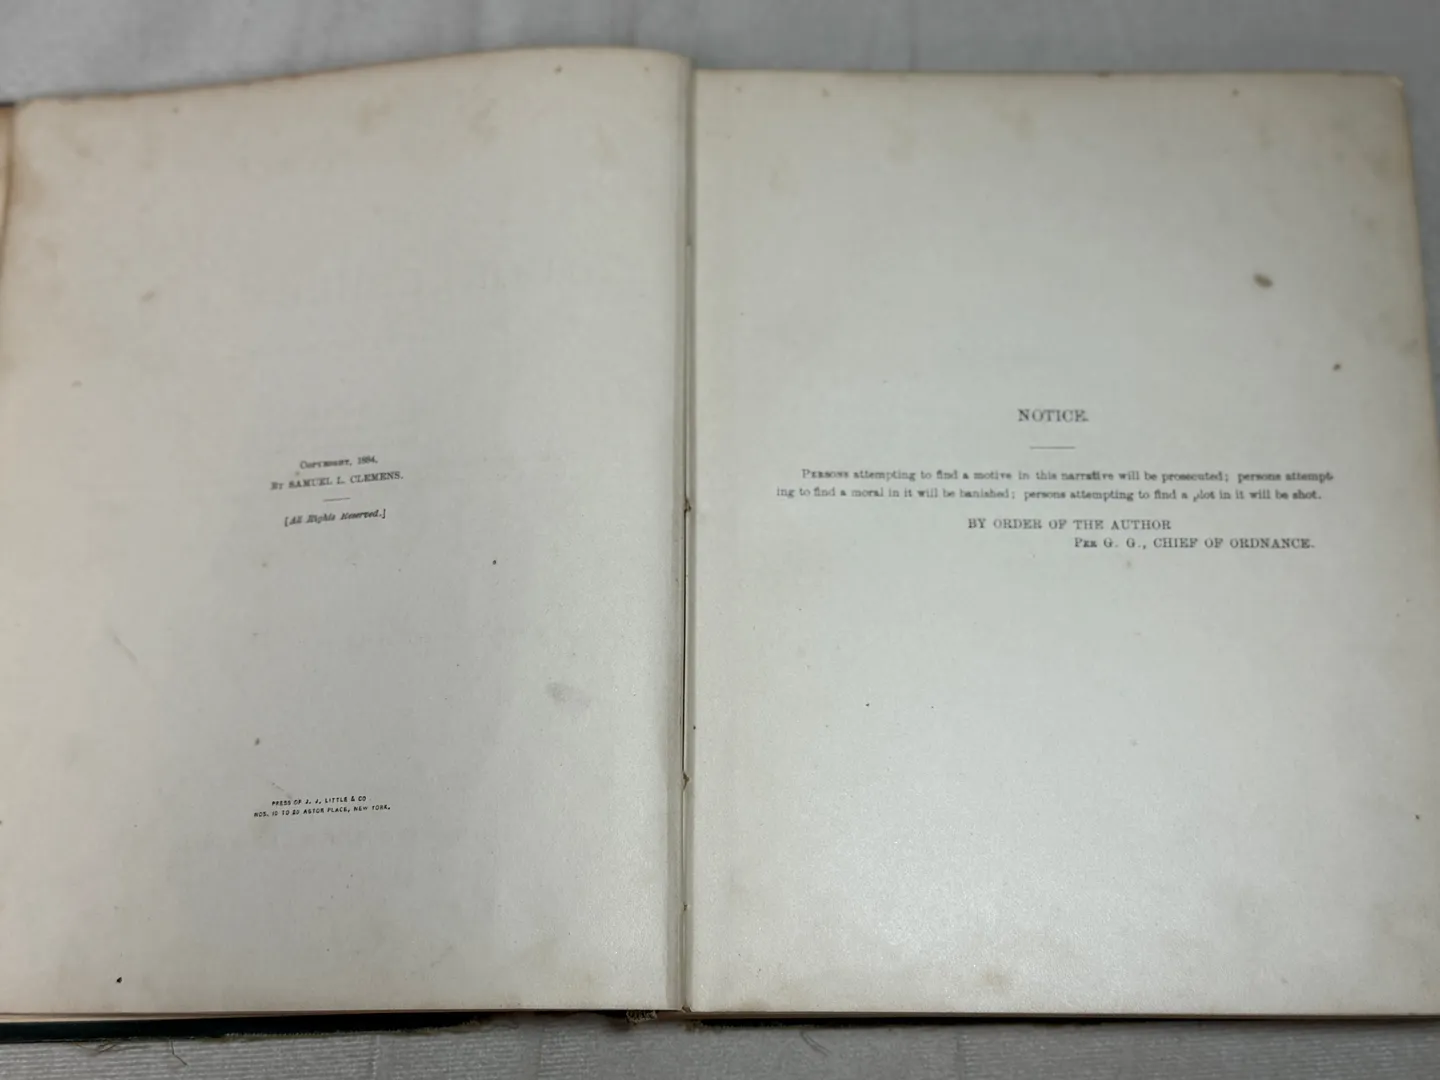 COPYRIGHT, 1884,
BY SAMUEL L. CLEMENS.
[All Rights Reserved.]
PRESS OF J. J. LITTLE & CO
NOS. 10 TO 20 ASTOR PLACE, NEW YORK.
NOTICE.
PERSONS attempting to find a motive in this narrative will be prosecuted; persons attempt-
ing to find a moral in it will be banished; persons attempting to find a plot in it will be shot.
BY ORDER OF THE AUTHOR
PER G. G., CHIEF OF ORDNANCE.